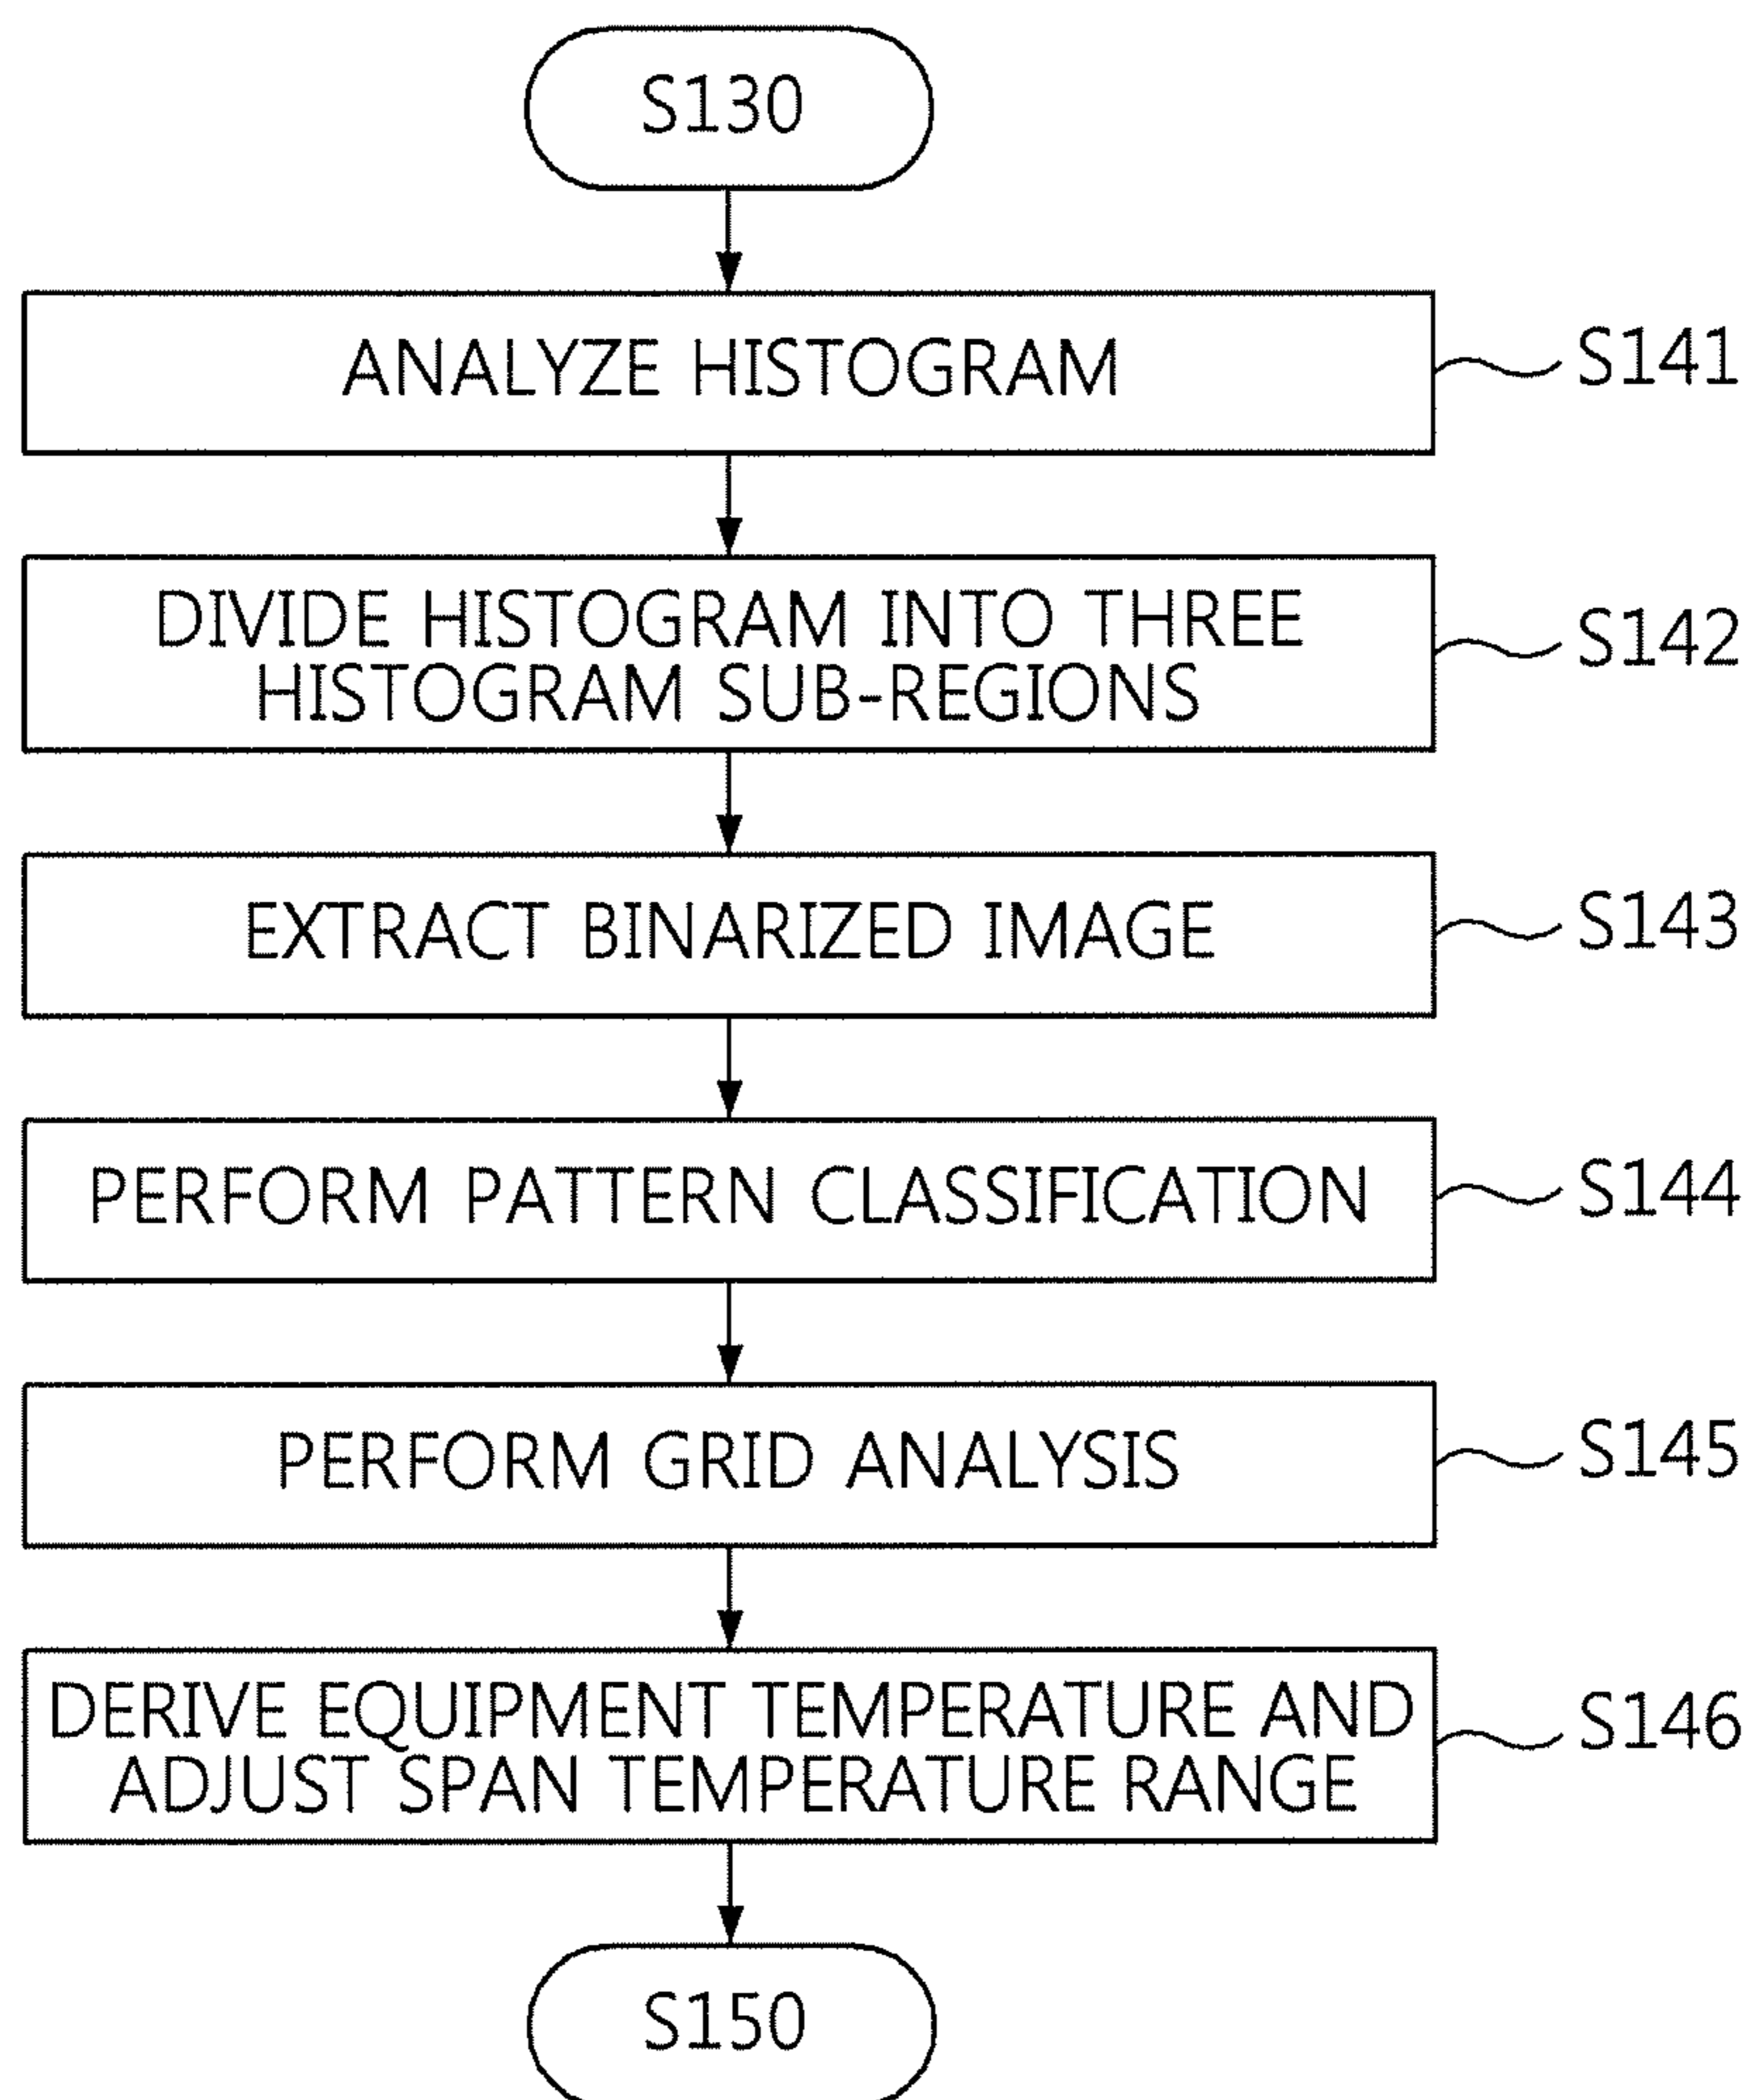 S130
ANALYZE HISTOGRAM
S141
DIVIDE HISTOGRAM INTO THREE
HISTOGRAM SUB-REGIONS
S142
EXTRACT BINARIZED IMAGE
S143
PERFORM PATTERN CLASSIFICATION
S144
PERFORM GRID ANALYSIS
S145
DERIVE EQUIPMENT TEMPERATURE AND
ADJUST SPAN TEMPERATURE RANGE
S146
S150